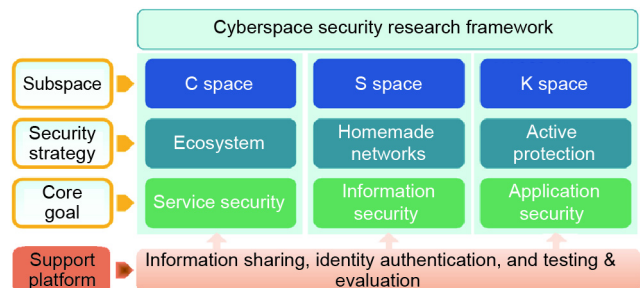 Cyberspace security research framework
Subspace
C space
S space
K space
Security
strategy
Ecosystem
Homemade
networks
Active
protection
Core
goal
Service security
Information
security
Application
security
Support
platform
Information sharing, identity authentication, and testing &
evaluation